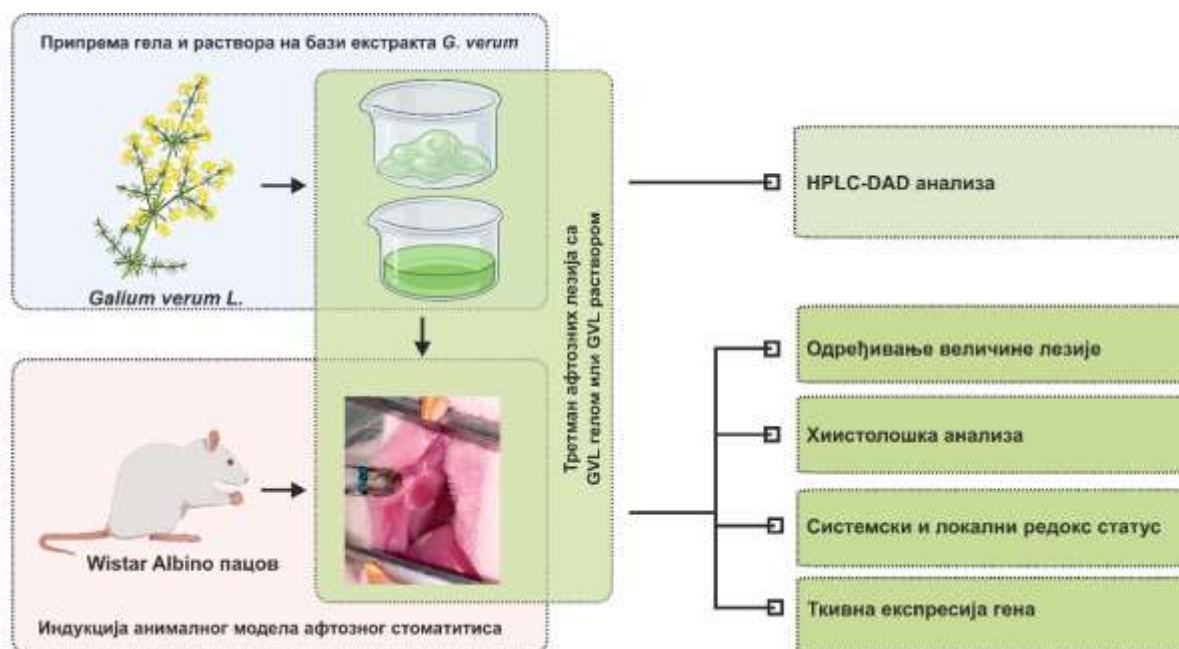 Припрема гела и раствора на бази екстракта G. verum
Galium verum L.
Третман афтозних лезија са
GVL гелом или GVL раствором
Wistar Albino пацов
Индукција анималног модела афтозног стоматитиса
HPLC-DAD анализа
Одређивање величине лезије
Хиистолошка анализа
Системски и локални редокс статус
Ткивна експресија гена